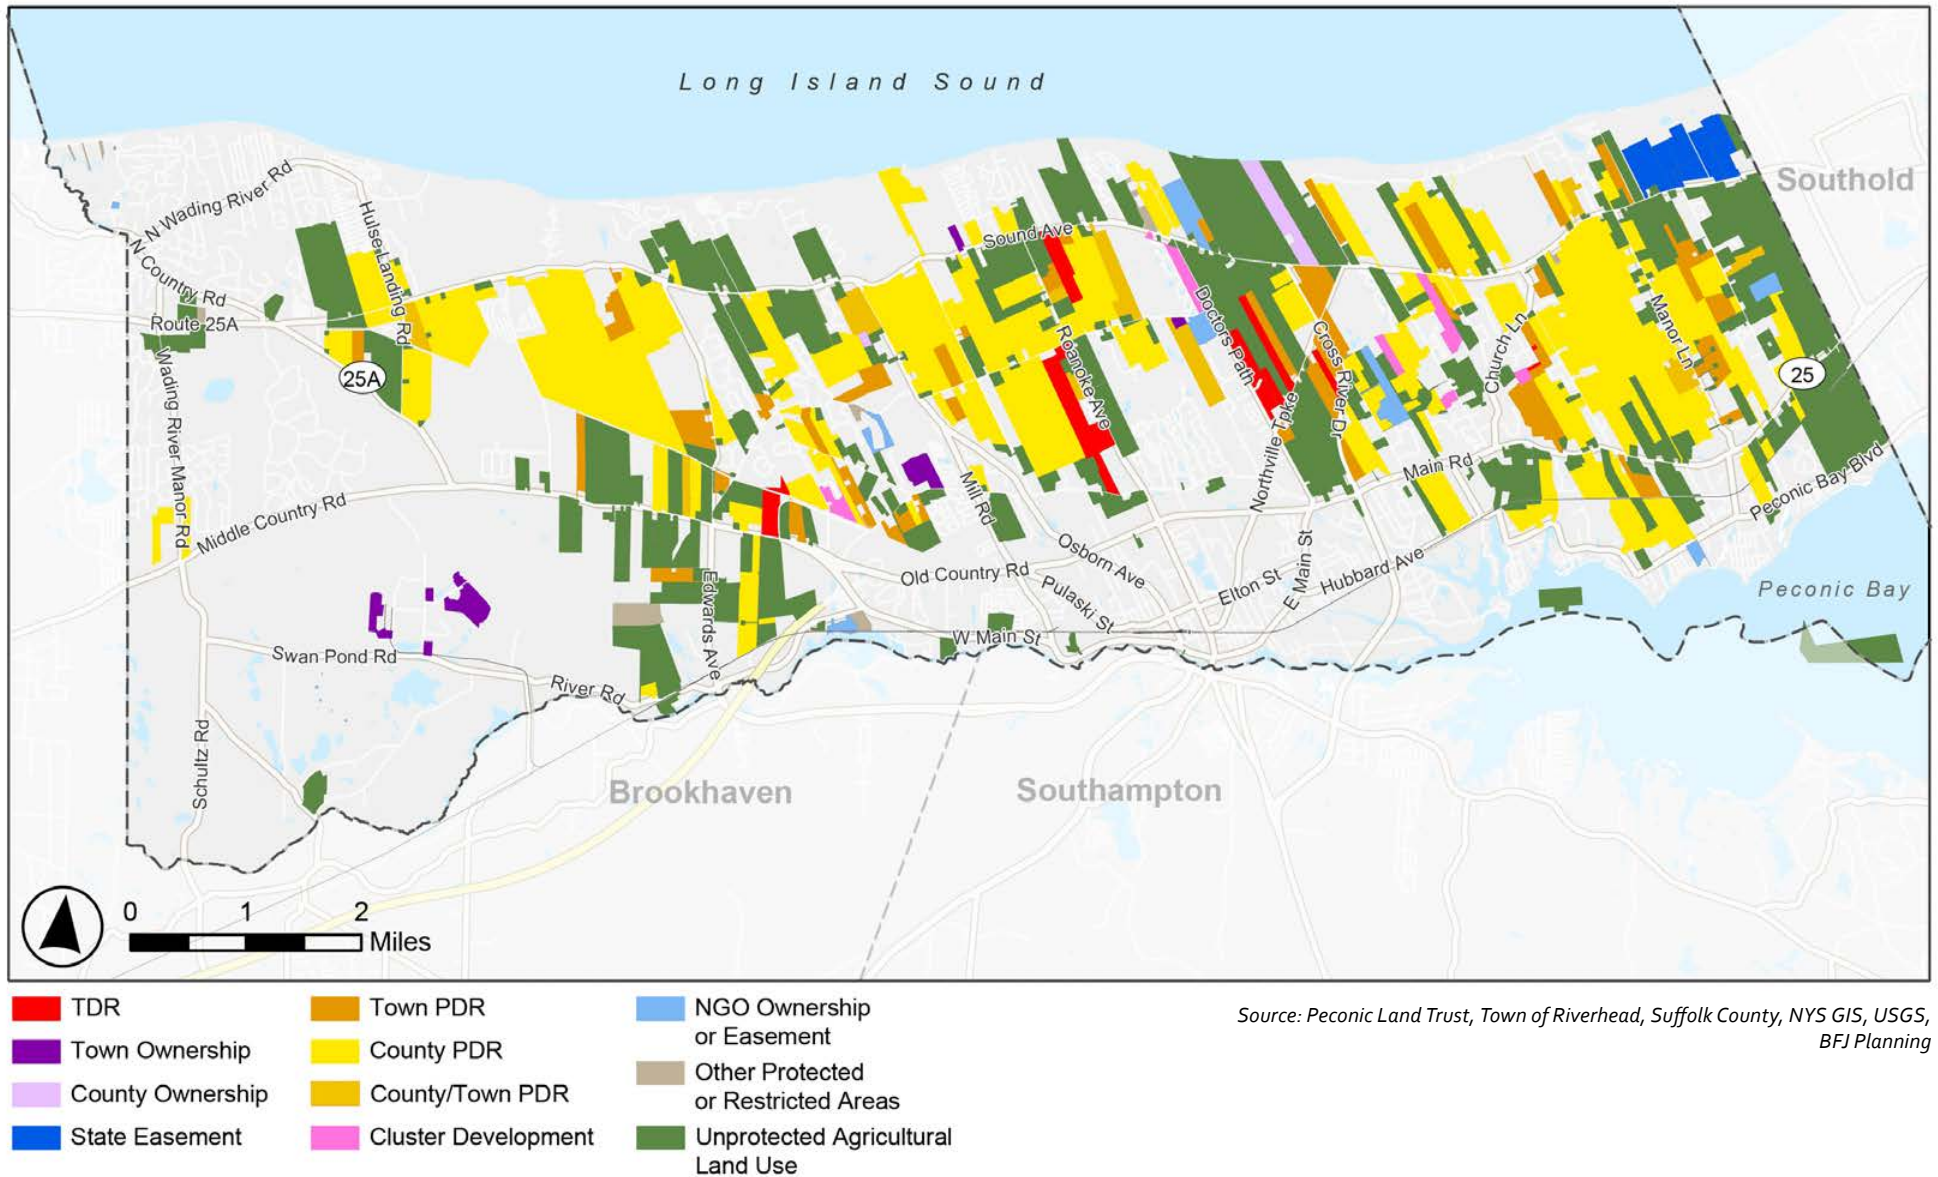 Long Island Sound
Southold
N Wading River Rd
Hulse Landing Rd
Sound Ave
N Country Rd
Route 25A
Doctors Path
Roanoke Ave
Cross River Dr
Church Ln
Manor Ln
25A
25
Wading River Manor Rd
Northville Tpke
Main Rd
Mill Rd
Middle Country Rd
Peconic Bay Blvd
Osborn Ave
Old Country Rd
Edwards Ave
Pulaski St
Elton St
E Main St
Hubbard Ave
Peconic Bay
W Main St
Swan Pond Rd
River Rd
Schultz Rd
Brookhaven
Southampton
0 1 2
Miles
TDR
Town Ownership
County Ownership
State Easement
Town PDR
County PDR
County/Town PDR
Cluster Development
NGO Ownership
or Easement
Other Protected
or Restricted Areas
Unprotected Agricultural
Land Use
Source: Peconic Land Trust, Town of Riverhead, Suffolk County, NYS GIS, USGS,
BFJ Planning